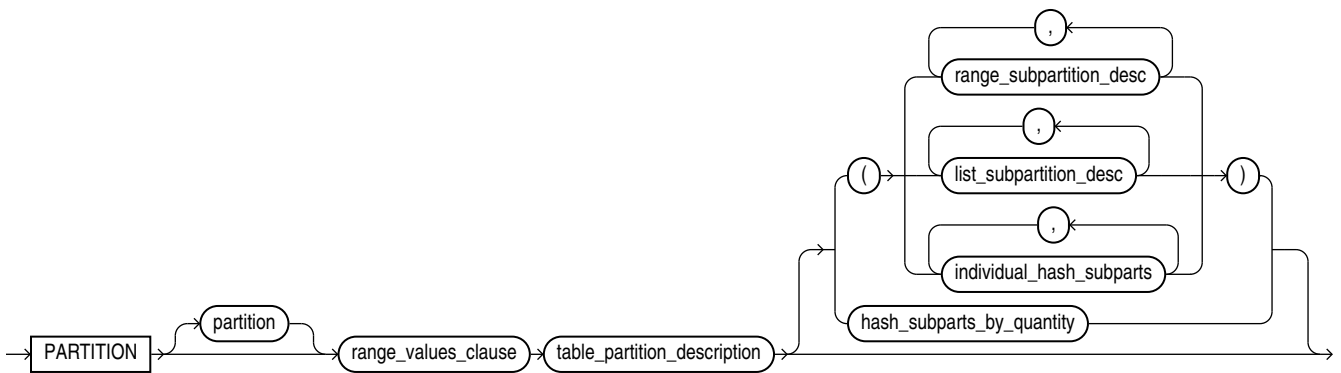 ,
range_subpartition_desc
,
( list_subpartition_desc )
,
individual_hash_subparts
partition hash_subparts_by_quantity
PARTITION range_values_clause table_partition_description